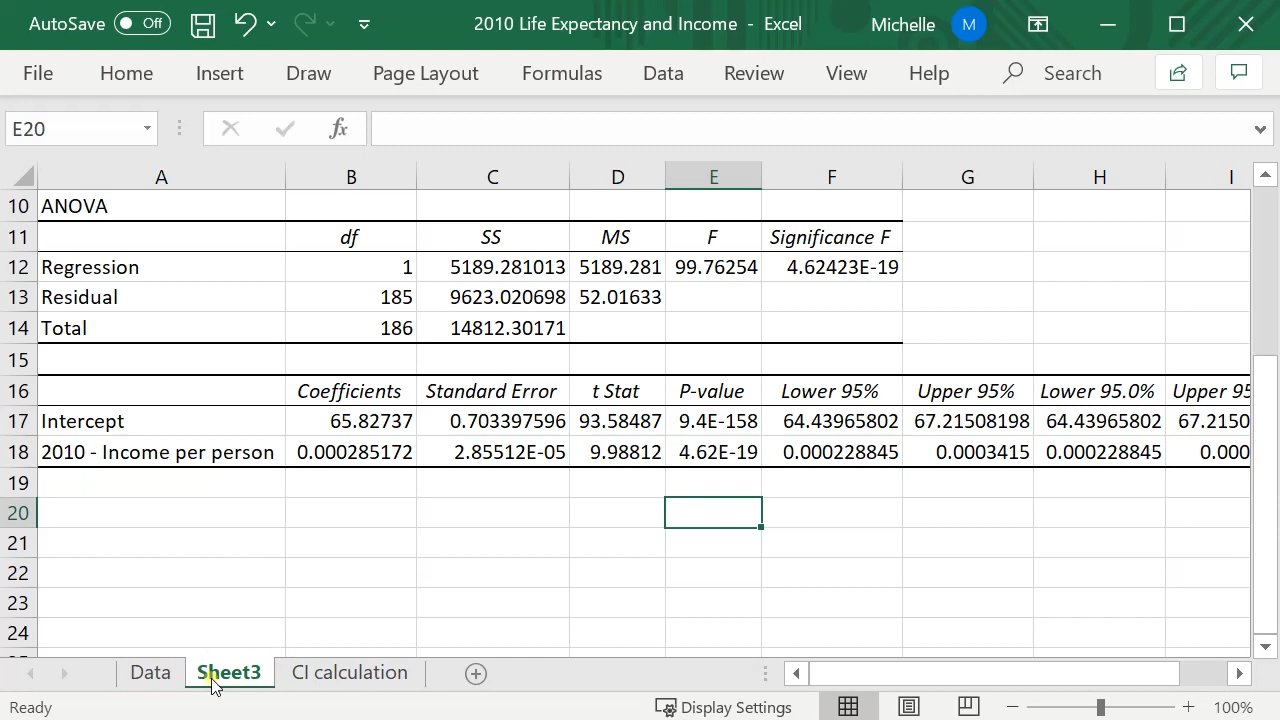 AutoSave Off 2010 Life Expectancy and Income - Excel Michelle M
File Home Insert Draw Page Layout Formulas Data Review View Help Search
E20 fx
A B C D E F G H I
10 ANOVA
11 df SS MS F Significance F
12 Regression 1 5189.281013 5189.281 99.76254 4.62423E-19
13 Residual 185 9623.020698 52.01633
14 Total 186 14812.30171
15
16 Coefficients Standard Error t Stat P-value Lower 95% Upper 95% Lower 95.0% Upper 95
17 Intercept 65.82737 0.703397596 93.58487 9.4E-158 64.43965802 67.21508198 64.43965802 67.2150
18 2010 - Income per person 0.000285172 2.85512E-05 9.98812 4.62E-19 0.000228845 0.0003415 0.000228845 0.000
19
20
21
22
23
24
Data Sheet3 CI calculation
Ready Display Settings 100%